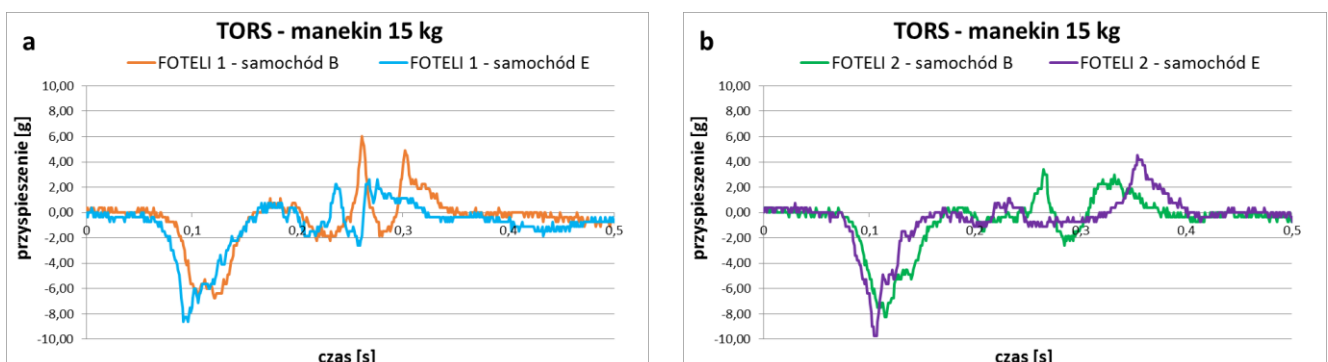 a
TORS - manekin 15 kg
FOTELI 1 - samochód B FOTELI 1 - samochód E
przyspieszenie [g]
10,00
8,00
6,00
4,00
2,00
0,00
-2,00
-4,00
-6,00
-8,00
-10,00
0 0,1 0,2 0,3 0,4 0,5
czas [s]
b
TORS - manekin 15 kg
FOTELI 2 - samochód B FOTELI 2 - samochód E
przyspieszenie [g]
10,00
8,00
6,00
4,00
2,00
0,00
-2,00
-4,00
-6,00
-8,00
-10,00
0 0,1 0,2 0,3 0,4 0,5
czas [s]